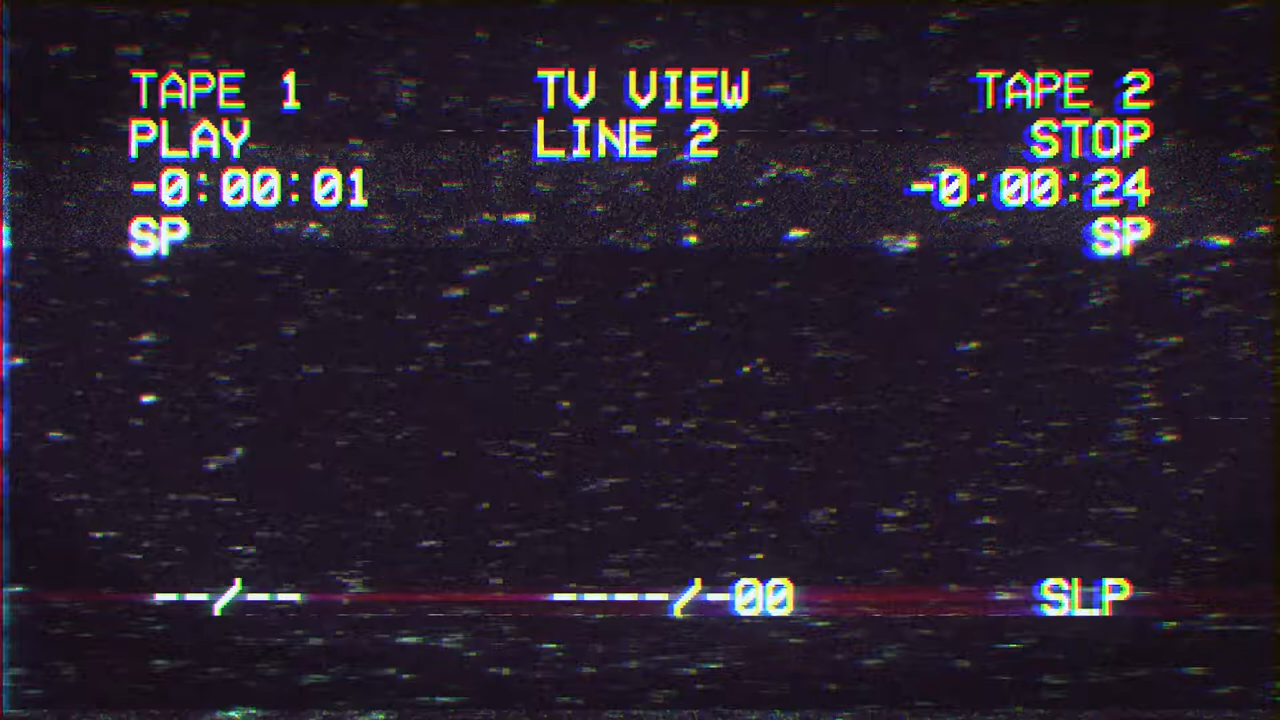 TAPE 1 TV VIEW TAPE 2
PLAY LINE 2 STOP
-0:00:01 -0:00:24
SP SP
--/-- ----/-00 SLP